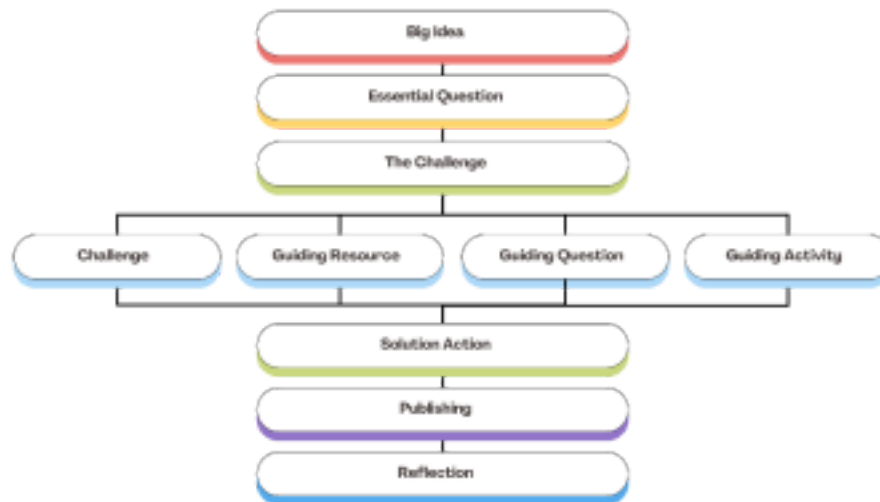 Big Idea
Essential Question
The Challenge
Challenge
Guiding Resource
Guiding Question
Guiding Activity
Solution Action
Publishing
Reflection